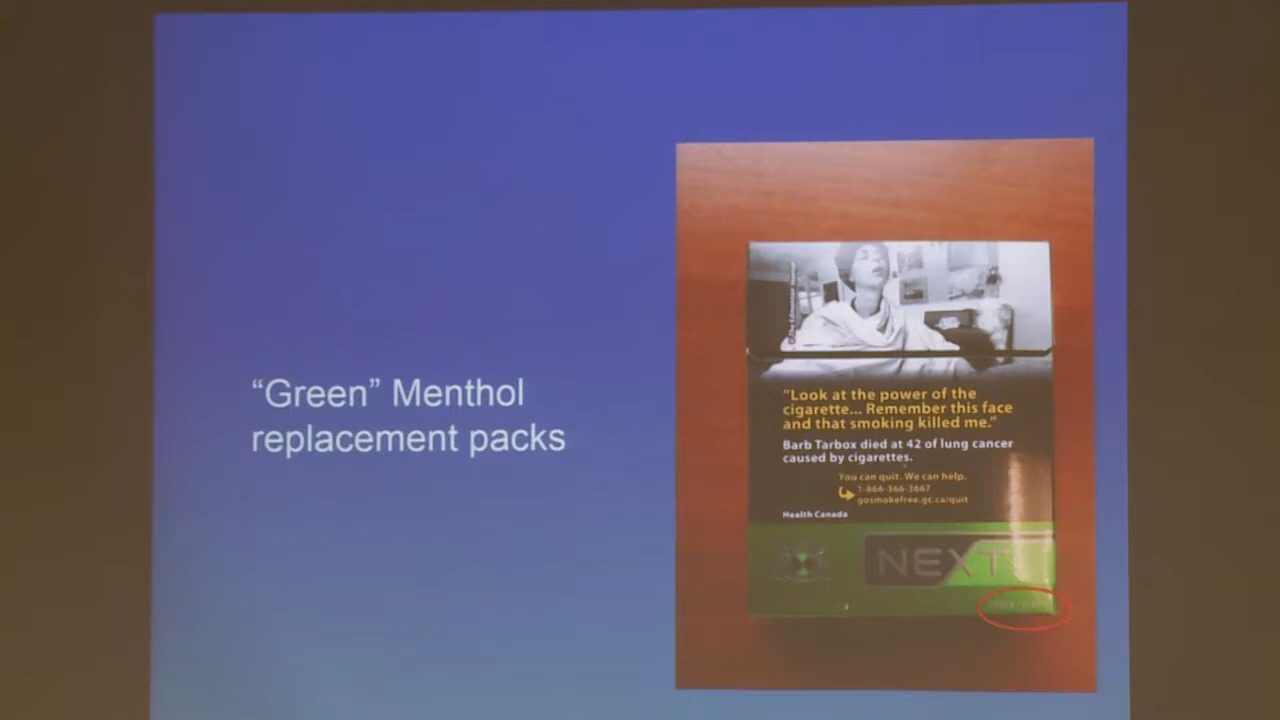 “Green” Menthol
replacement packs
"Look at the power of the
cigarette... Remember this face
and that smoking killed me."
Barb Tarbox died at 42 of lung cancer
caused by cigarettes.
You can quit. We can help.
1-866-366-3667
gosmokefree.gc.ca/quit
Health Canada
NEXT